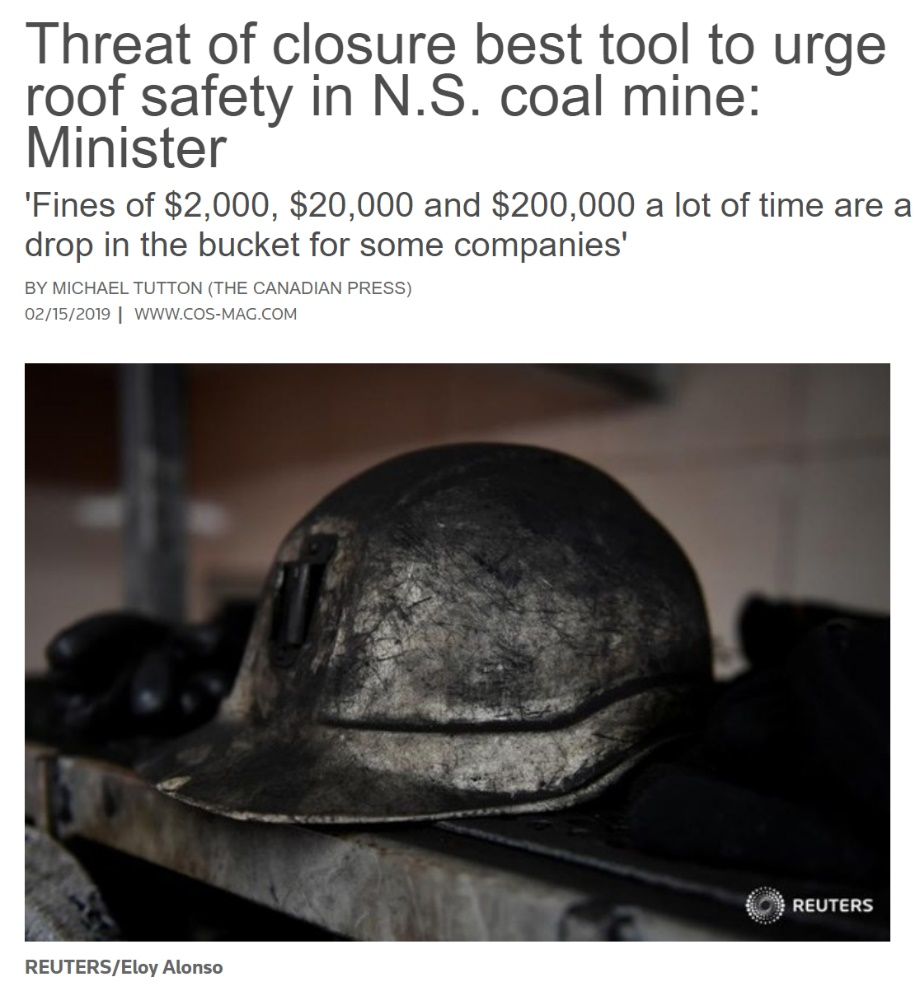 Threat of closure best tool to urge
roof safety in N.S. coal mine:
Minister
'Fines of $2,000, $20,000 and $200,000 a lot of time are a
drop in the bucket for some companies'
BY MICHAEL TUTTON (THE CANADIAN PRESS)
02/15/2019 | WWW.COS-MAG.COM
REUTERS
REUTERS/Eloy Alonso